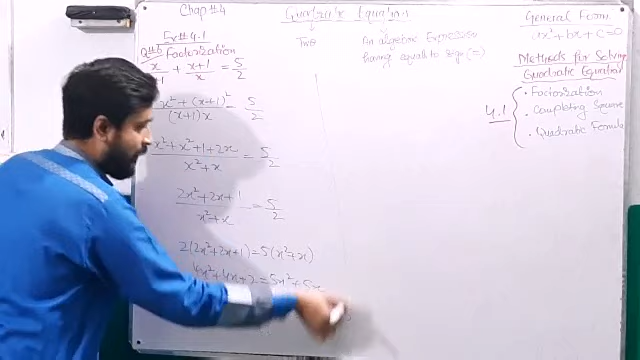 Chap #4
Quadratic Equations
General Form
ax² + bx + c = 0
Ex #4.1
Q#6 Factorization
Two
An algebraic Expression
having equall to sign (=)
Methods for Solving
Quadratic Equation
4.1
• Factorization
• Completing Square
• Quadratic Formula
x/ 1 + x+1/x = 5/2
x² + (x+1)²/(x+1)x = 5/2
x² + x² + 1 + 2x/x² + x = 5/2
2x² + 2x + 1/x² + x = 5/2
2(2x² + 2x + 1) = 5(x² + x)
4x² + 4x + 2 = 5x² + 5x